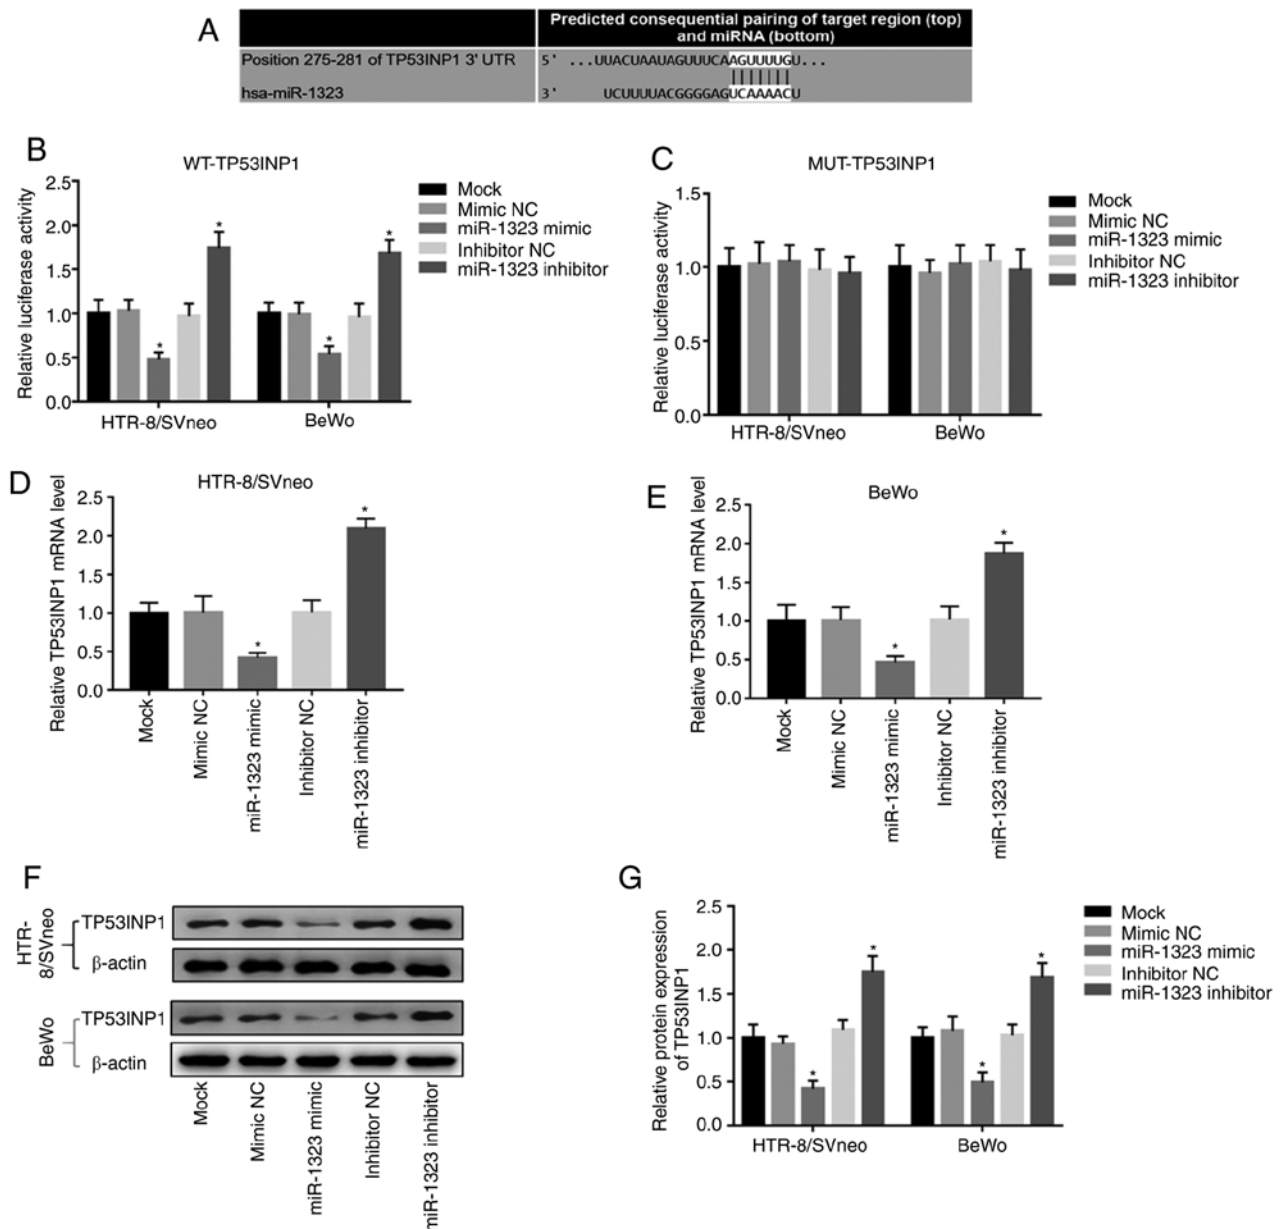 A
Predicted consequential pairing of target region (top)
and miRNA (bottom)
Position 275-281 of TP53INP1 3' UTR
5' ...UUACUAAUAGUUUCAAGUUUUGU...
hsa-miR-1323
3' UCUUUUACGGGGAGUCAAAACU
B
WT-TP53INP1
Relative luciferase activity
2.5
2.0
1.5
1.0
0.5
0.0
*
*
*
*
HTR-8/SVneo
BeWo
Mock
Mimic NC
miR-1323 mimic
Inhibitor NC
miR-1323 inhibitor
C
MUT-TP53INP1
Relative luciferase activity
1.5
1.0
0.5
0.0
HTR-8/SVneo
BeWo
Mock
Mimic NC
miR-1323 mimic
Inhibitor NC
miR-1323 inhibitor
D
HTR-8/SVneo
Relative TP53INP1 mRNA level
2.5
2.0
1.5
1.0
0.5
0.0
*
*
Mock
Mimic NC
miR-1323 mimic
Inhibitor NC
miR-1323 inhibitor
E
BeWo
Relative TP53INP1 mRNA level
2.5
2.0
1.5
1.0
0.5
0.0
*
*
Mock
Mimic NC
miR-1323 mimic
Inhibitor NC
miR-1323 inhibitor
F
HTR-
8/SVneo
TP53INP1
β-actin
BeWo
TP53INP1
β-actin
Mock
Mimic NC
miR-1323 mimic
Inhibitor NC
miR-1323 inhibitor
G
Relative protein expression
of TP53INP1
2.5
2.0
1.5
1.0
0.5
0.0
*
*
*
*
HTR-8/SVneo
BeWo
Mock
Mimic NC
miR-1323 mimic
Inhibitor NC
miR-1323 inhibitor